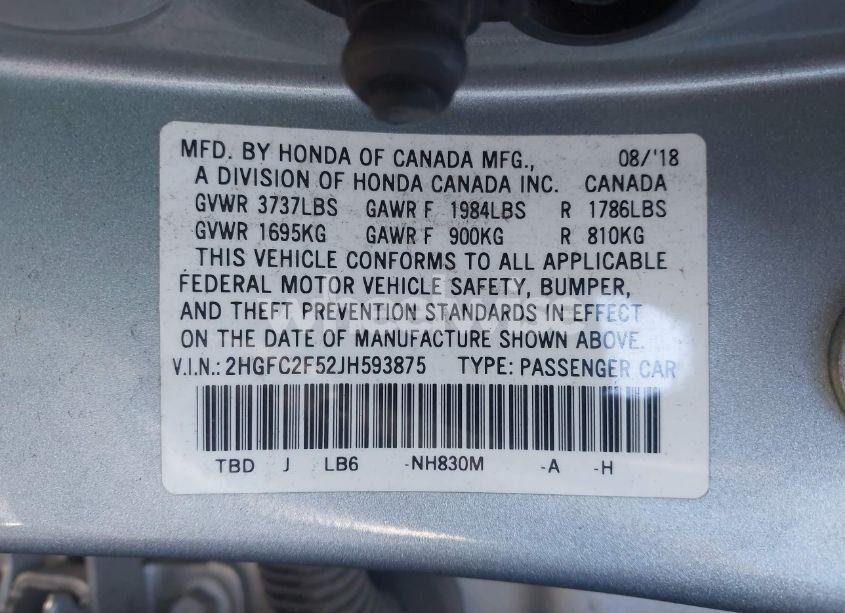 MFD. BY HONDA OF CANADA MFG., 08/'18
A DIVISION OF HONDA CANADA INC. CANADA
GVWR 3737LBS GAWR F 1984LBS R 1786LBS
GVWR 1695KG GAWR F 900KG R 810KG
THIS VEHICLE CONFORMS TO ALL APPLICABLE
FEDERAL MOTOR VEHICLE SAFETY, BUMPER,
AND THEFT PREVENTION STANDARDS IN EFFECT
ON THE DATE OF MANUFACTURE SHOWN ABOVE.
V.I.N.: 2HGFC2F52JH593875 TYPE: PASSENGER CAR
TBD J LB6 -NH830M -A -H